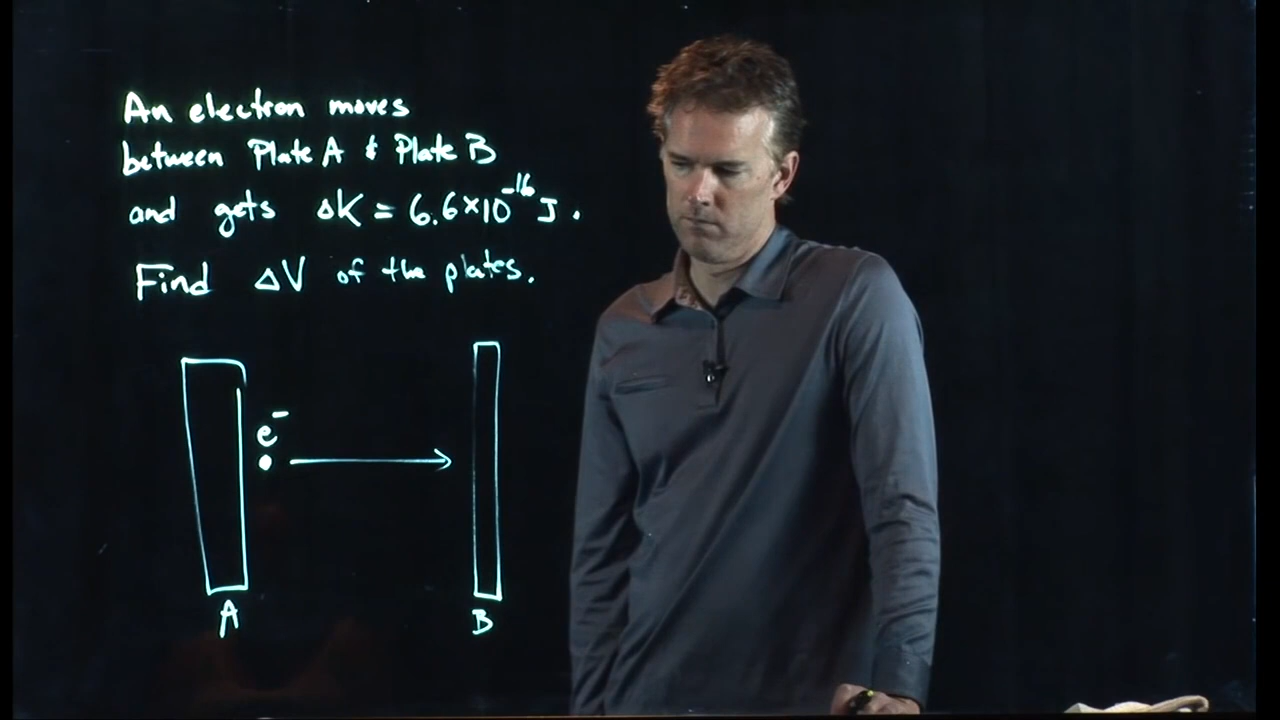 An electron moves
between Plate A & Plate B
and gets ΔK = 6.6×10⁻¹⁶ J.
Find ΔV of the plates.
e⁻
A
B